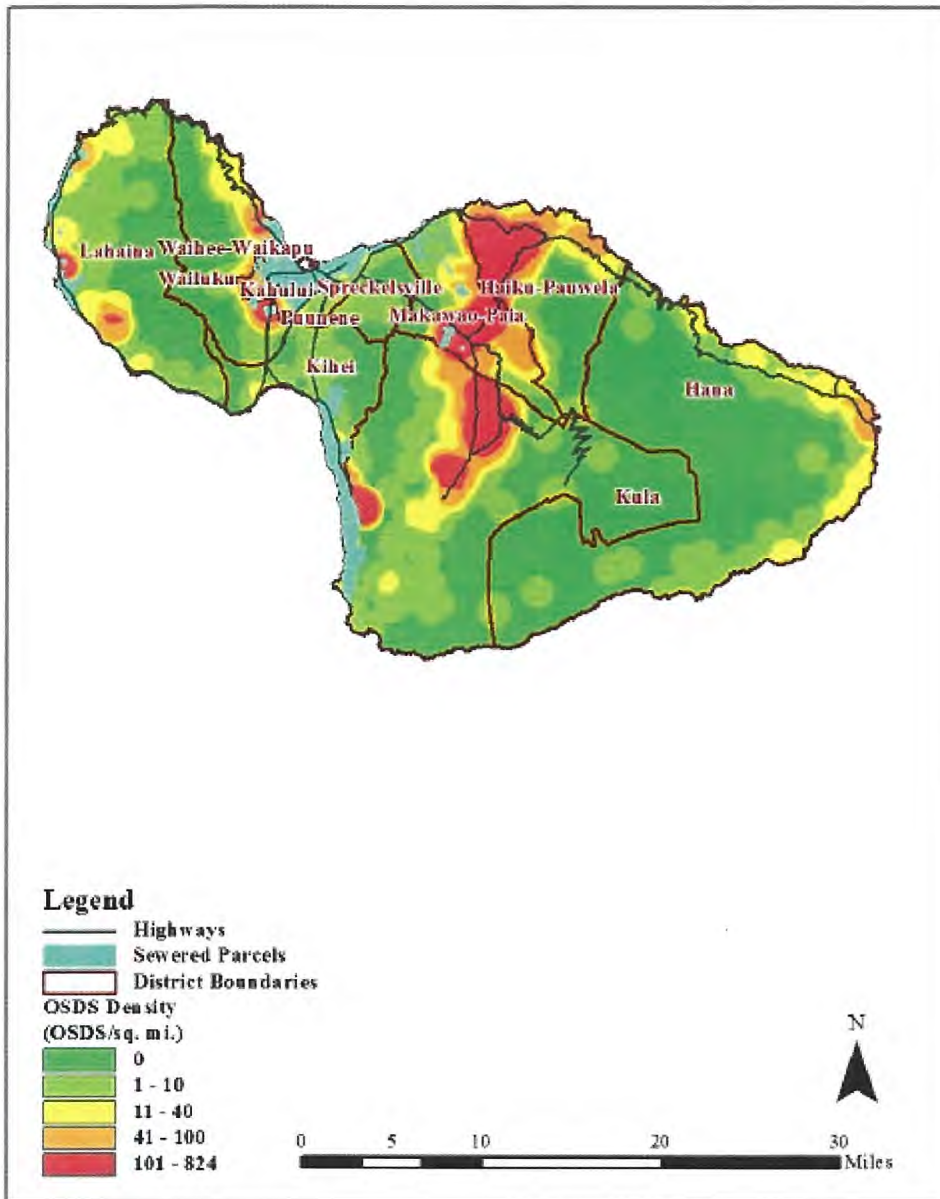 Lahaina Waihee-Waikapu
Wailuku
Kahului Spreckelsville
Puunene
Makawao-Paia
Haiku-Pauwela
Kihei
Hana
Kula
Legend
Highways
Sewered Parcels
District Boundaries
OSDS Density
(OSDS/sq. mi.)
0
1 - 10
11 - 40
41 - 100
101 - 824
N
0 5 10 20 30
Miles